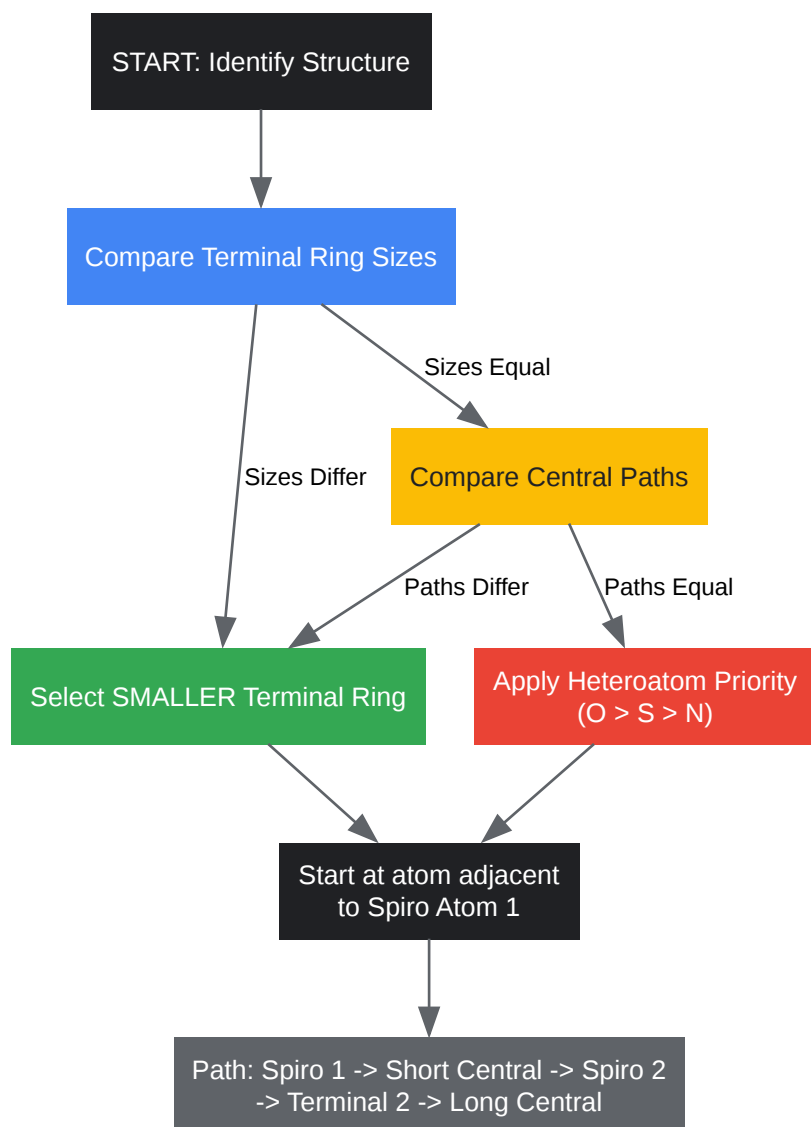 START: Identify Structure
Compare Terminal Ring Sizes
Sizes Equal
Sizes Differ
Compare Central Paths
Paths Differ
Paths Equal
Select SMALLER Terminal Ring
Apply Heteroatom Priority
(O > S > N)
Start at atom adjacent
to Spiro Atom 1
Path: Spiro 1 -> Short Central -> Spiro 2
-> Terminal 2 -> Long Central